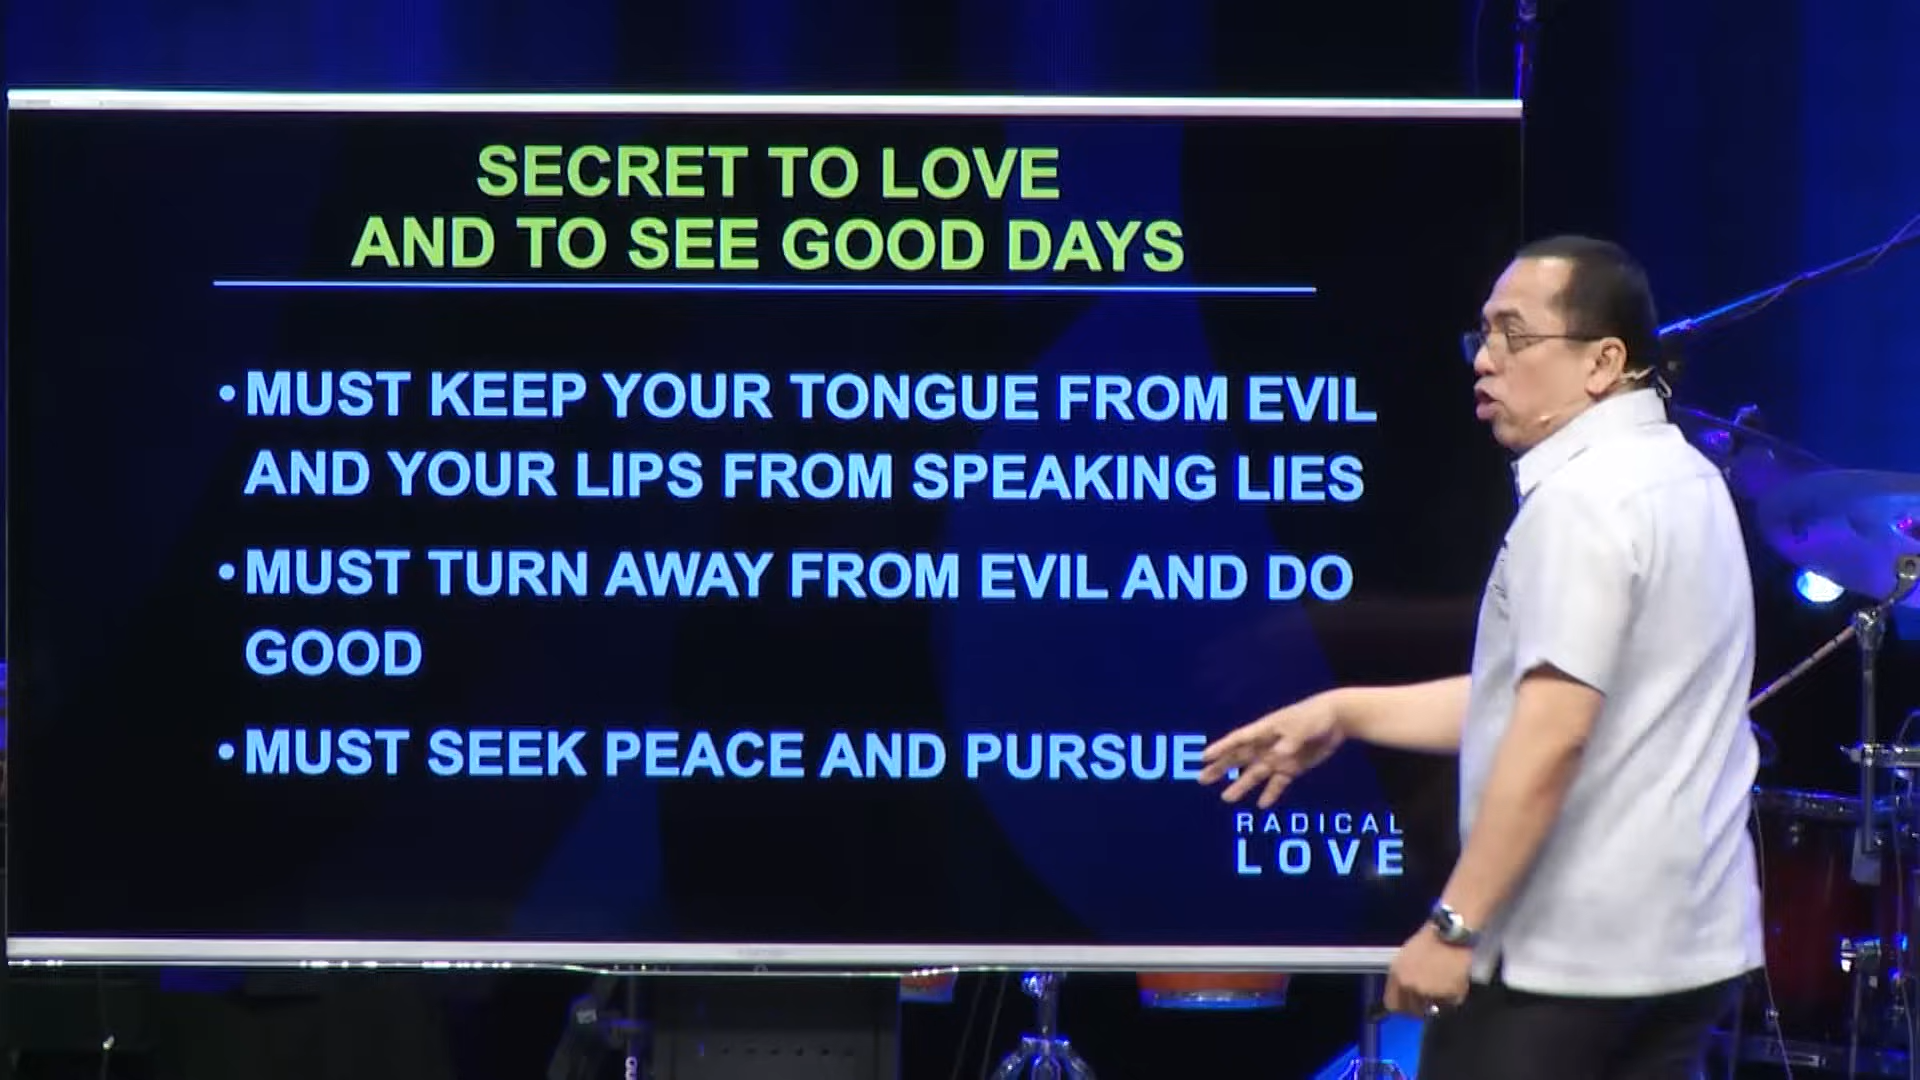 SECRET TO LOVE
AND TO SEE GOOD DAYS
•MUST KEEP YOUR TONGUE FROM EVIL
AND YOUR LIPS FROM SPEAKING LIES
•MUST TURN AWAY FROM EVIL AND DO
GOOD
•MUST SEEK PEACE AND PURSUE
RADICAL
LOVE